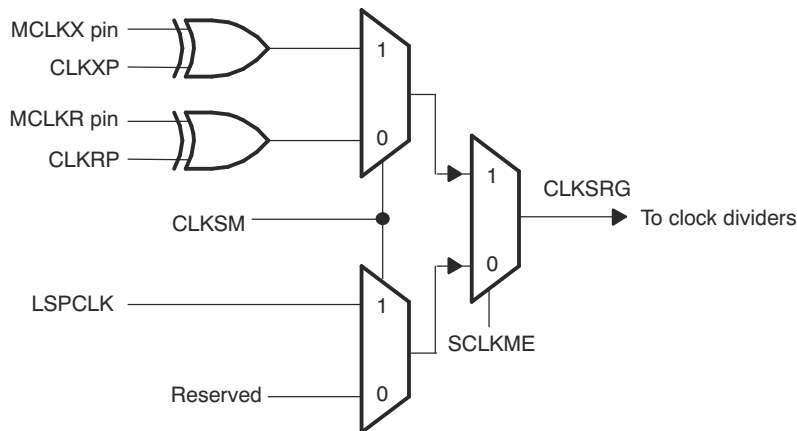 MCLKX pin
CLKXP
1
MCLKR pin
CLKRP
0
1
CLKSRG
To clock dividers
CLKSM
0
LSPCLK
1
SCLKME
Reserved
0